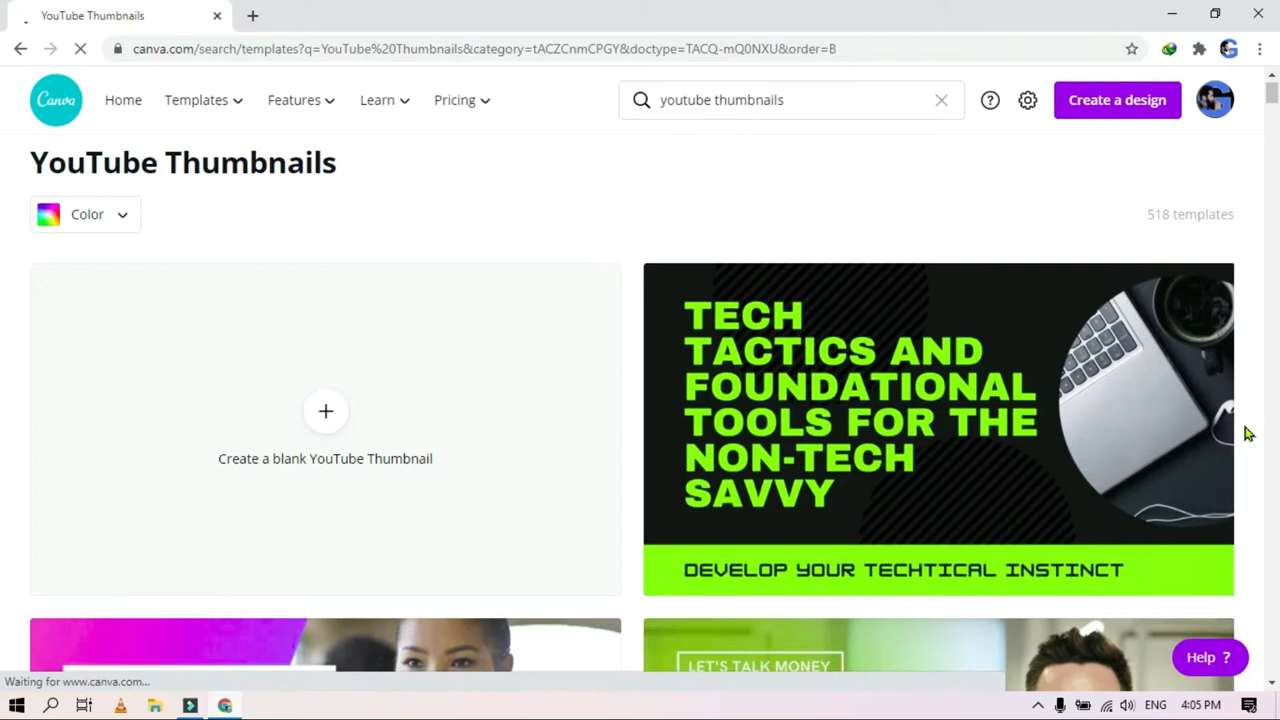 YouTube Thumbnails
canva.com/search/templates?q=YouTube%20Thumbnails&category=tACZCnmCPGY&doctype=TACQ-mQ0NXU&order=B
Canva
Home
Templates
Features
Learn
Pricing
youtube thumbnails
Create a design
YouTube Thumbnails
Color
518 templates
Create a blank YouTube Thumbnail
TECH
TACTICS AND
FOUNDATIONAL
TOOLS FOR THE
NON-TECH
SAVVY
DEVELOP YOUR TECHTICAL INSTINCT
LET'S TALK MONEY
Help ?
Waiting for www.canva.com...
ENG
4:05 PM